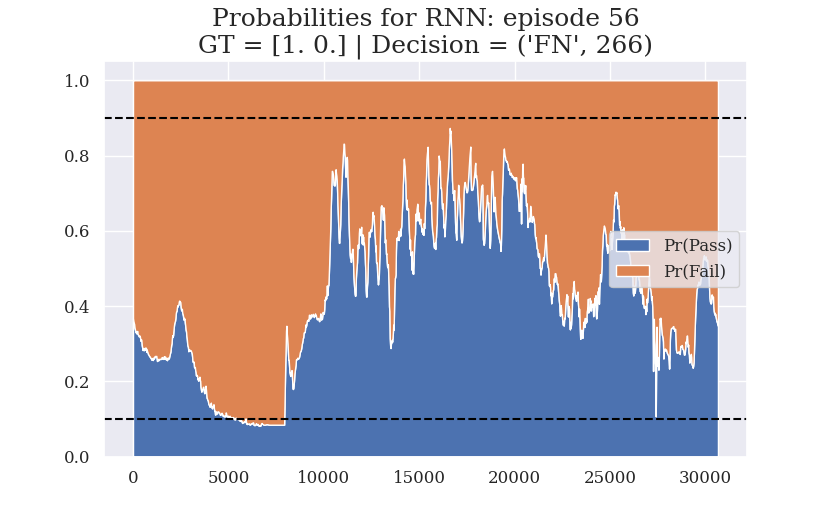 Probabilities for RNN: episode 56
GT = [1. 0.] | Decision = ('FN', 266)
1.0
0.8
0.6
0.4
0.2
0.0
Pr(Pass)
Pr(Fail)
0 5000 10000 15000 20000 25000 30000